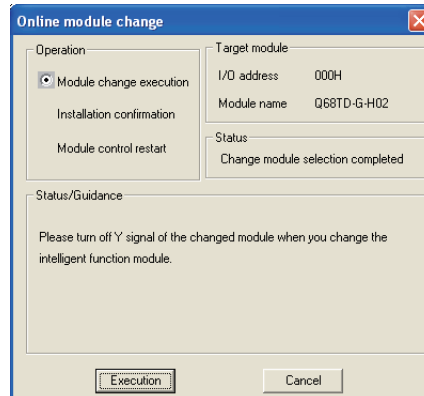 Online module change
Operation
Module change execution
Installation confirmation
Module control restart
Target module
I/O address 000H
Module name Q68TD-G-H02
Status
Change module selection completed
Status/Guidance
Please turn off Y signal of the changed module when you change the
intelligent function module.
Execution Cancel